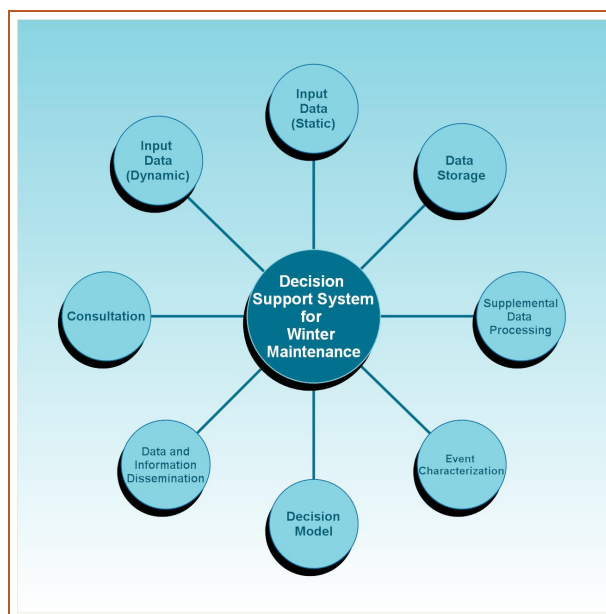 Input
Data
(Static)
Input
Data
(Dynamic)
Data
Storage
Decision
Support System
for
Winter
Maintenance
Consultation
Supplemental
Data
Processing
Data and
Information
Dissemination
Event
Characterization
Decision
Model